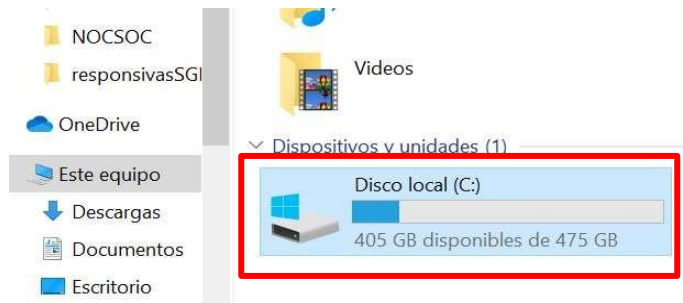 NOCSOC
responsivasSGI
OneDrive
Este equipo
Descargas
Documentos
Escritorio
Videos
Dispositivos y unidades (1)
Disco local (C:)
405 GB disponibles de 475 GB